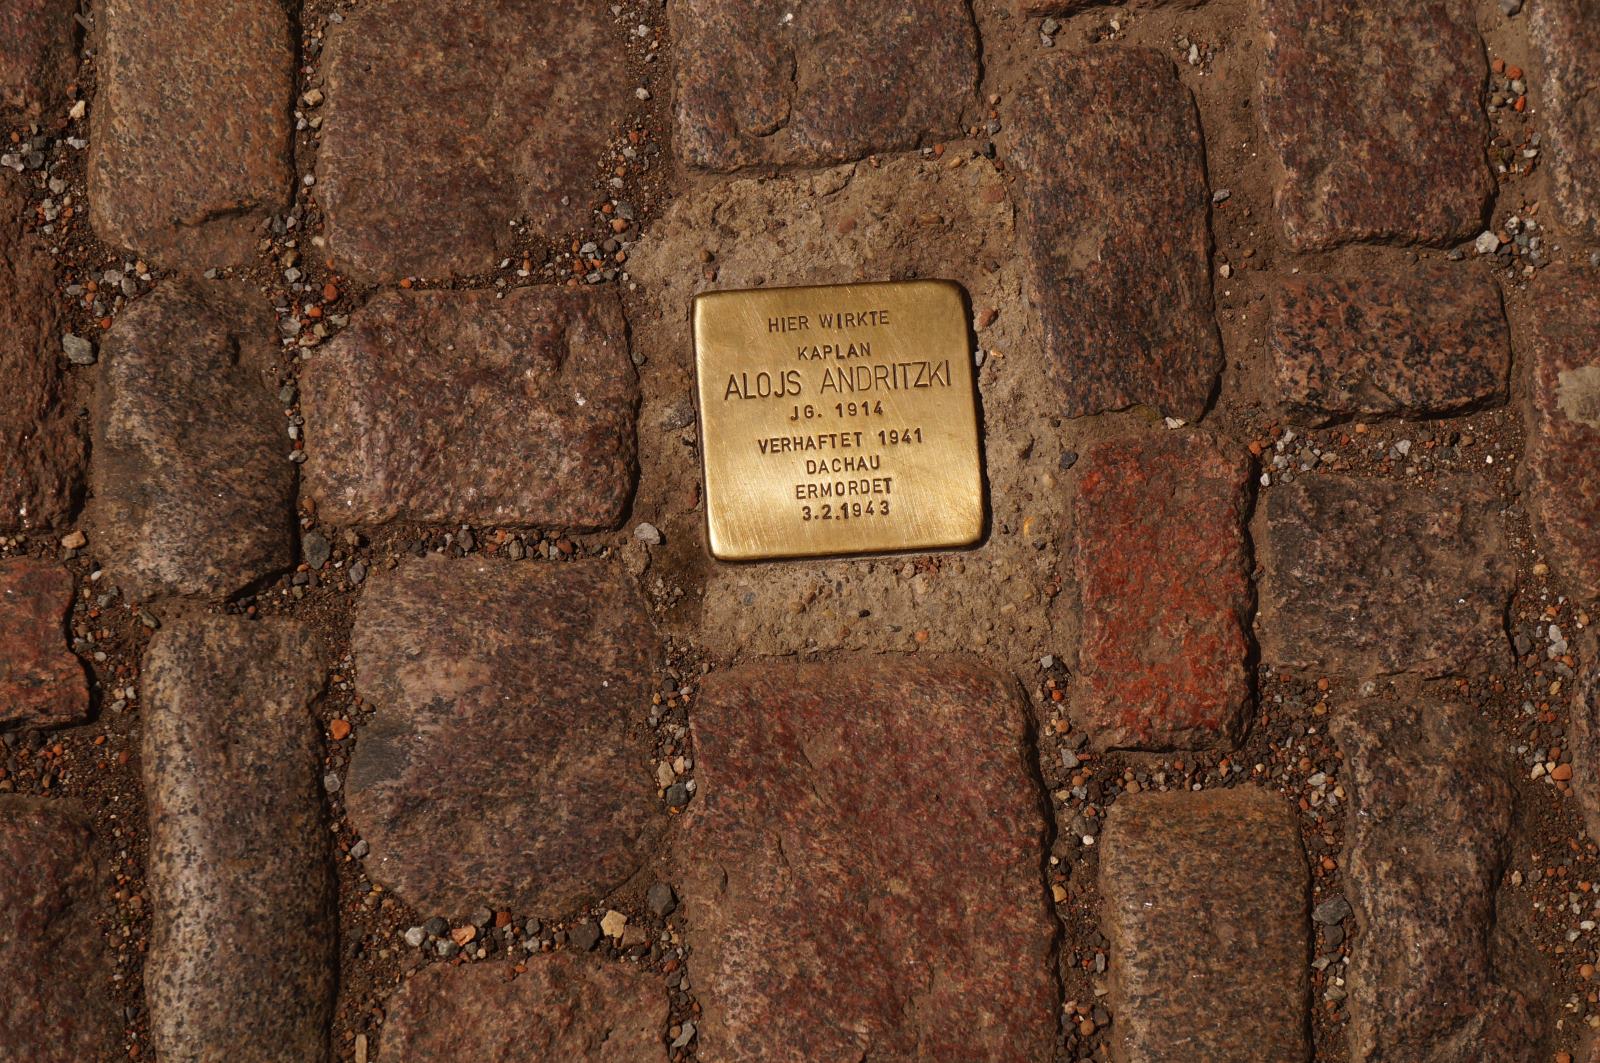 HIER WIRKTE
KAPLAN
ALOJS ANDRITZKI
JG. 1914
VERHAFTET 1941
DACHAU
ERMORDET
3.2.1943